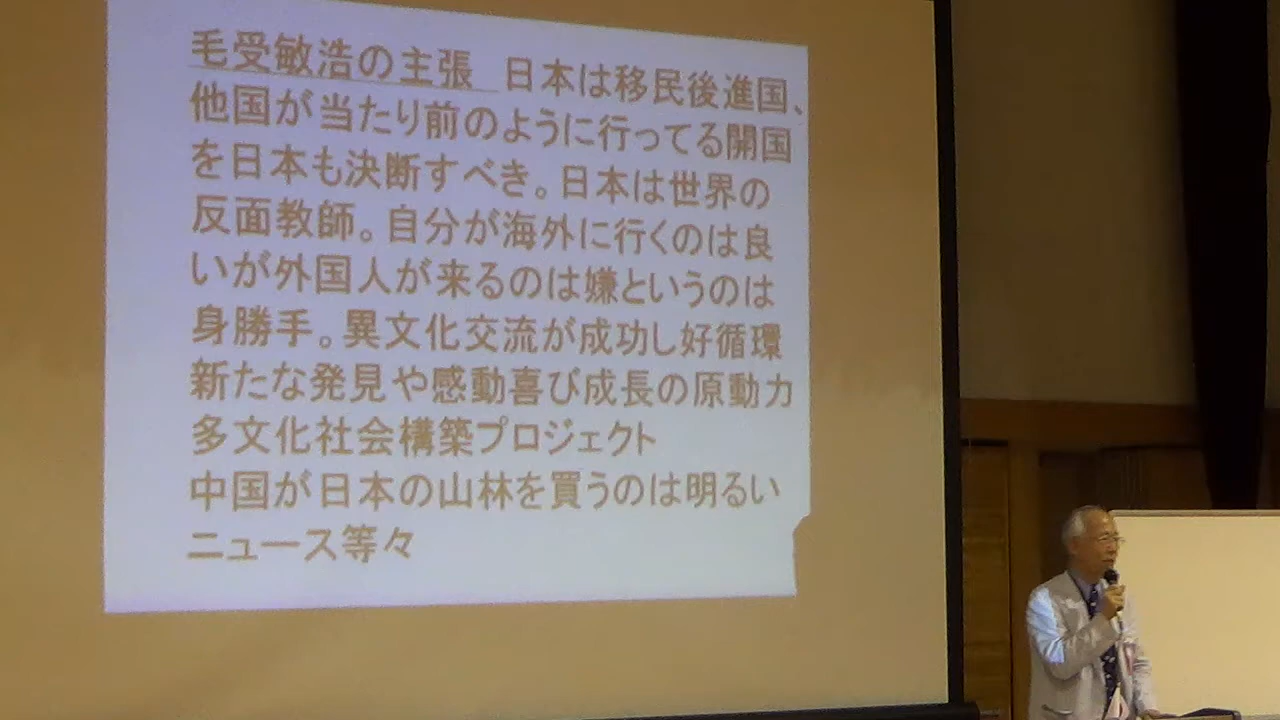 毛受敏浩の主張　日本は移民後進国、
他国が当たり前のように行ってる開国
を日本も決断すべき。日本は世界の
反面教師。自分が海外に行くのは良
いが外国人が来るのは嫌というのは
身勝手。異文化交流が成功し好循環
新たな発見や感動喜び成長の原動力
多文化社会構築プロジェクト
中国が日本の山林を買うのは明るい
ニュース等々